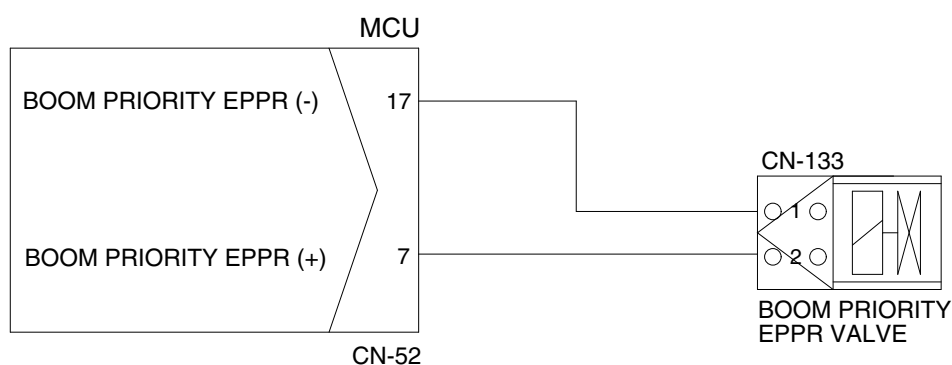 MCU
BOOM PRIORITY EPPR (-)
17
CN-133
1
BOOM PRIORITY EPPR (+)
7
2
BOOM PRIORITY
EPPR VALVE
CN-52